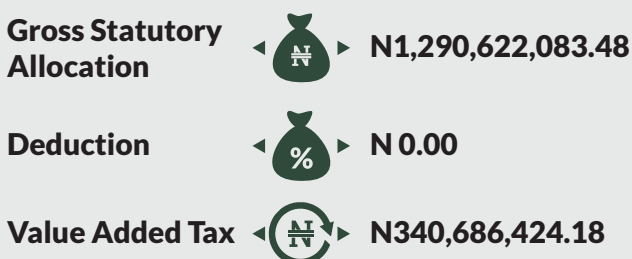 Gross Statutory
Allocation
₦
N1,290,622,083.48
Deduction
%
N 0.00
Value Added Tax
₦
N340,686,424.18